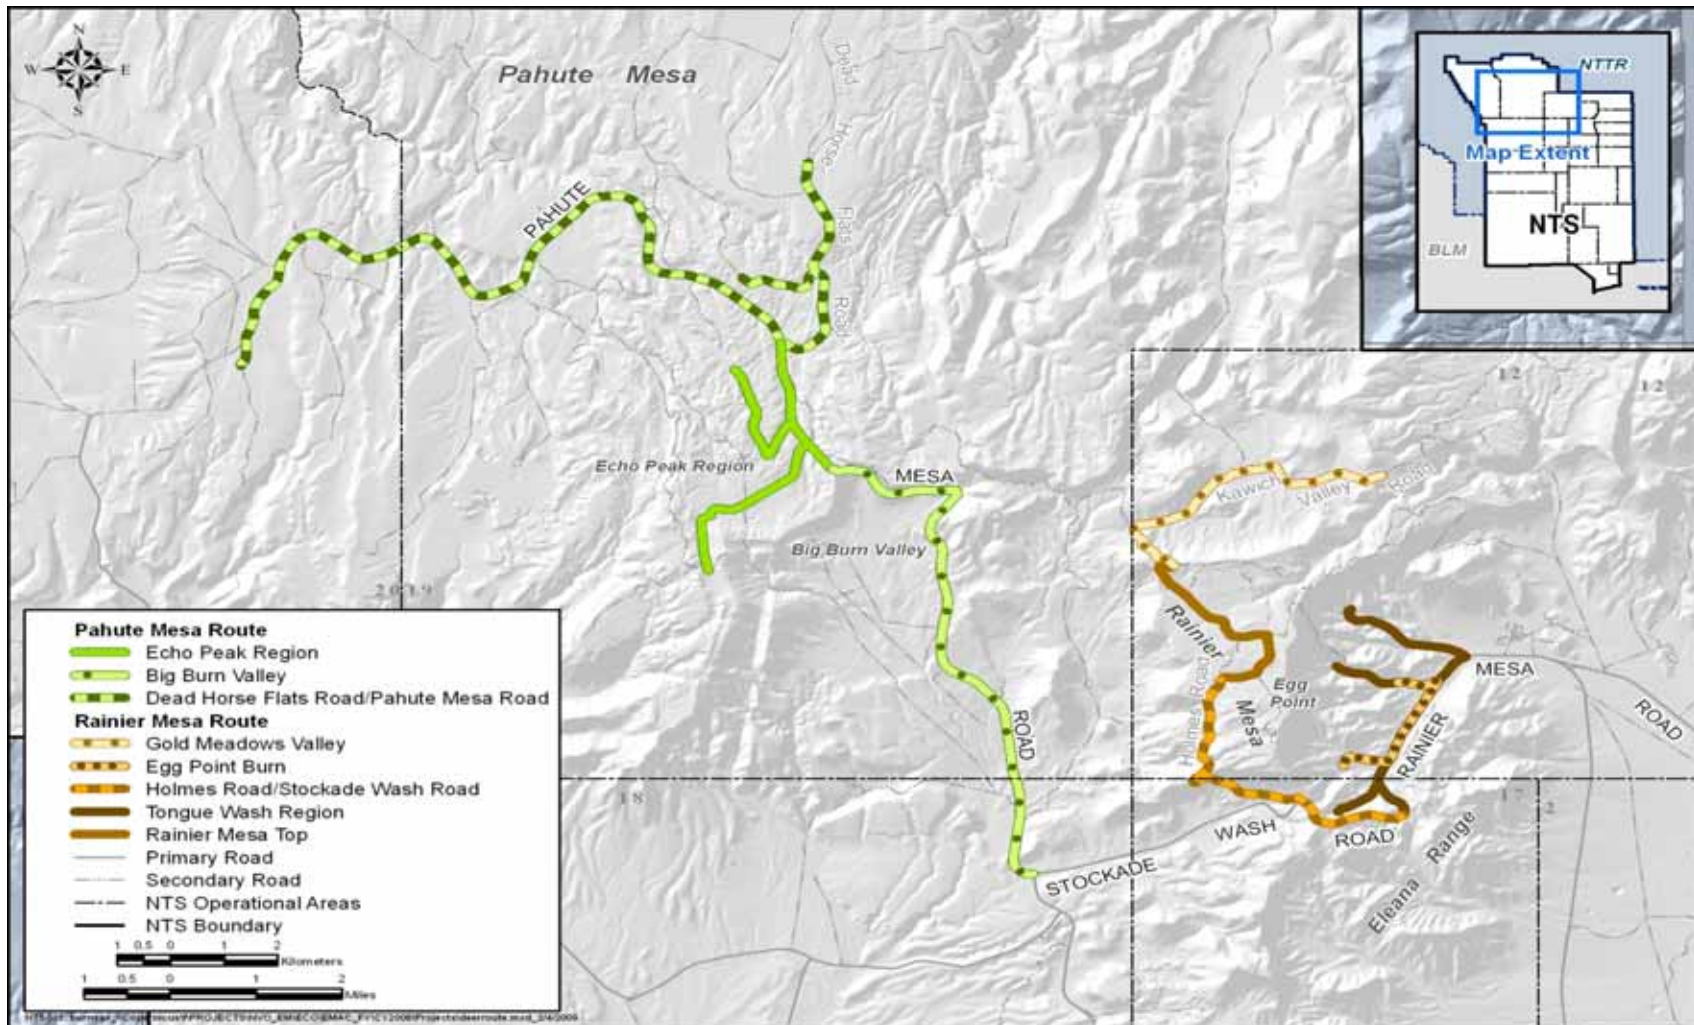 N
W E
S
Pahute Mesa
Dead
Horse
Flats
Road
PAHUTE
NTTR
Map Extent
NTS
BLM
12 12
Echo Peak Region
MESA
Kawich Valley Road
Big Burn Valley
20 19
Rainier
Mesa
Holmes Road
Egg
Point
MESA
ROAD
RAINIER
ROAD
18
17 2
WASH
ROAD
STOCKADE
Eleana Range
Pahute Mesa Route
Echo Peak Region
Big Burn Valley
Dead Horse Flats Road/Pahute Mesa Road
Rainier Mesa Route
Gold Meadows Valley
Egg Point Burn
Holmes Road/Stockade Wash Road
Tongue Wash Region
Rainier Mesa Top
Primary Road
Secondary Road
NTS Operational Areas
NTS Boundary
1 0.5 0 1 2
Kilometers
1 0.5 0 1 2
Miles